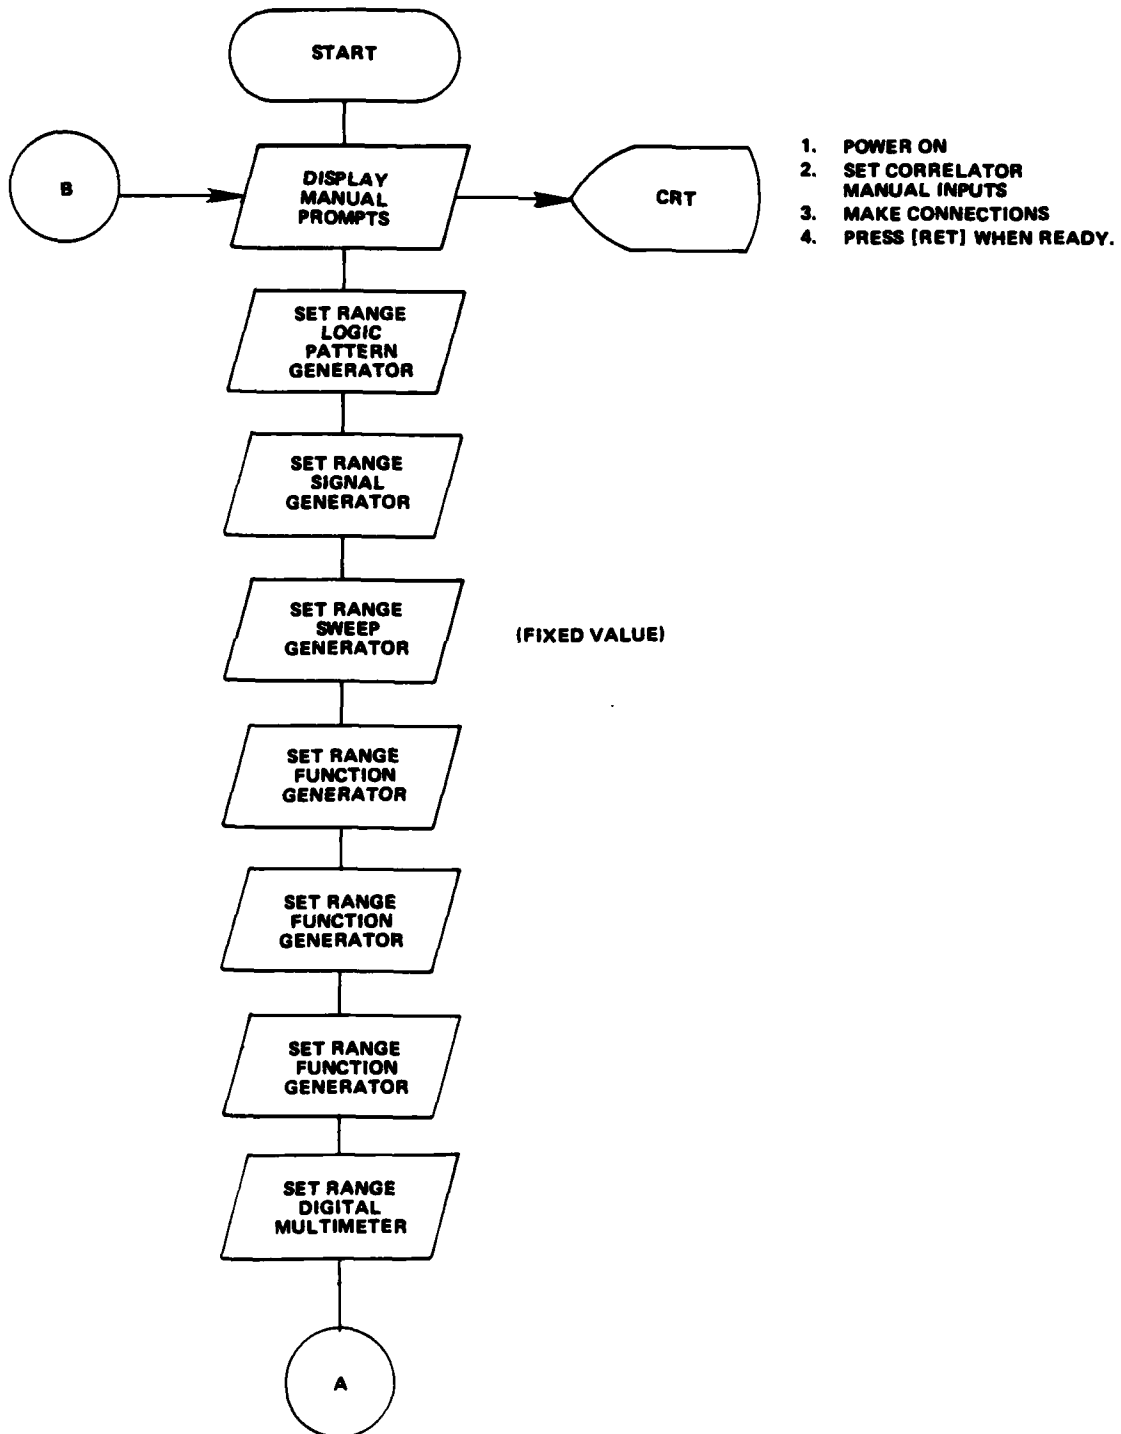 START
B
DISPLAY
MANUAL
PROMPTS
CRT
1. POWER ON
2. SET CORRELATOR
MANUAL INPUTS
3. MAKE CONNECTIONS
4. PRESS [RET] WHEN READY.
SET RANGE
LOGIC
PATTERN
GENERATOR
SET RANGE
SIGNAL
GENERATOR
SET RANGE
SWEEP
GENERATOR
(FIXED VALUE)
SET RANGE
FUNCTION
GENERATOR
SET RANGE
FUNCTION
GENERATOR
SET RANGE
FUNCTION
GENERATOR
SET RANGE
DIGITAL
MULTIMETER
A